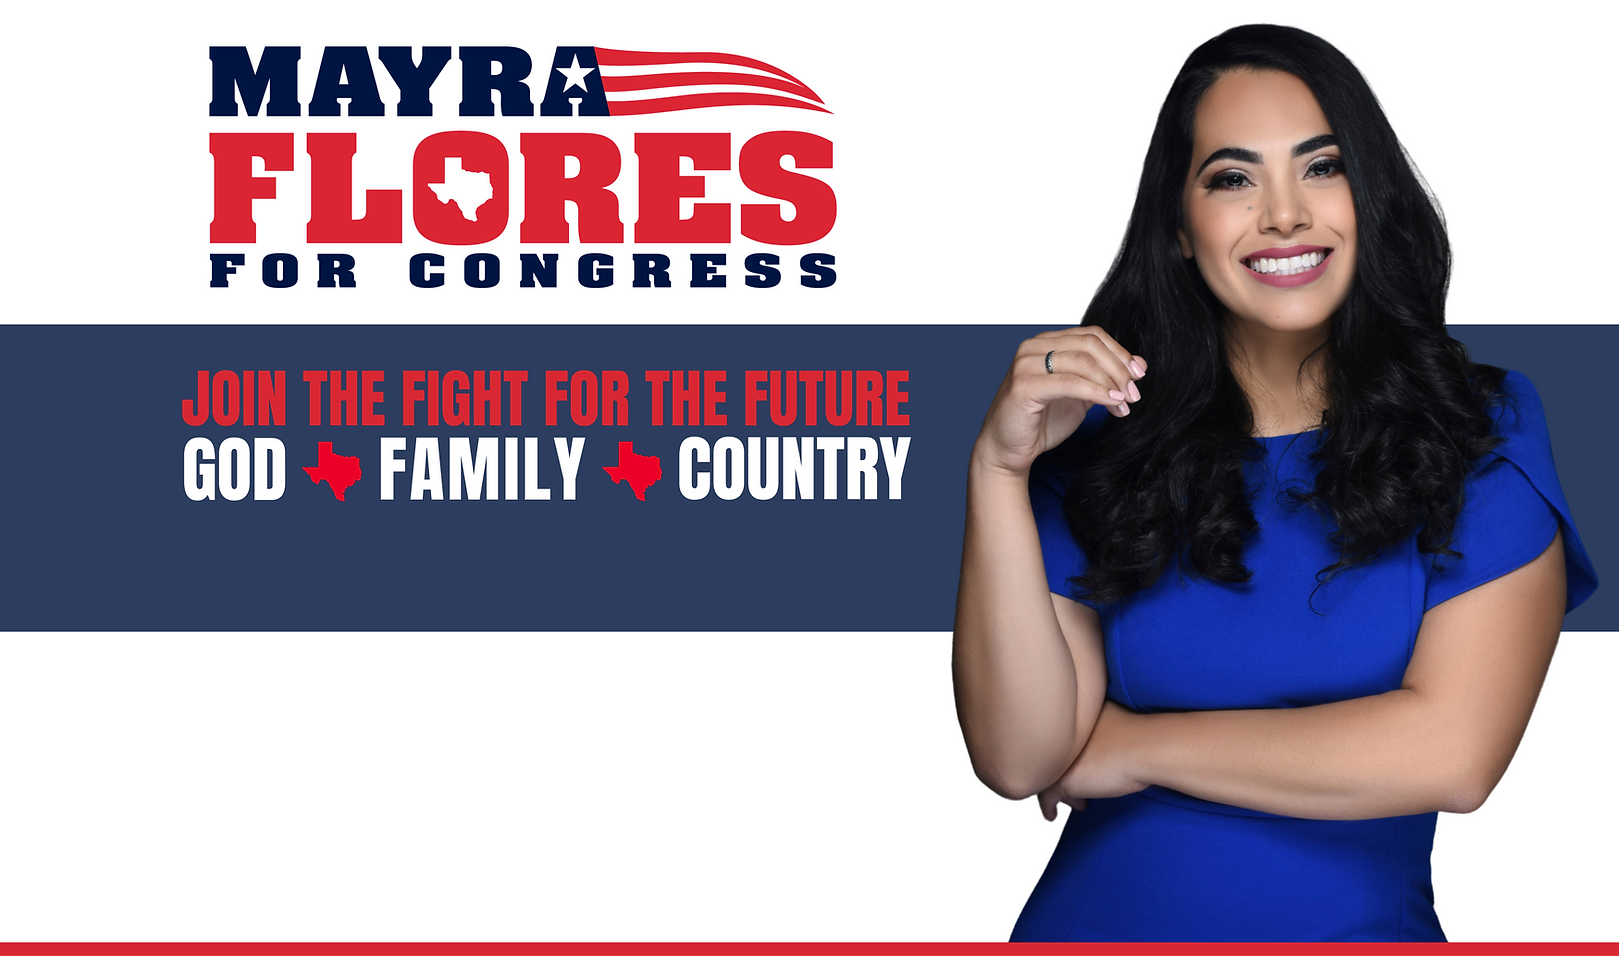 MAYRA
FLORES
FOR CONGRESS
JOIN THE FIGHT FOR THE FUTURE
GOD FAMILY COUNTRY